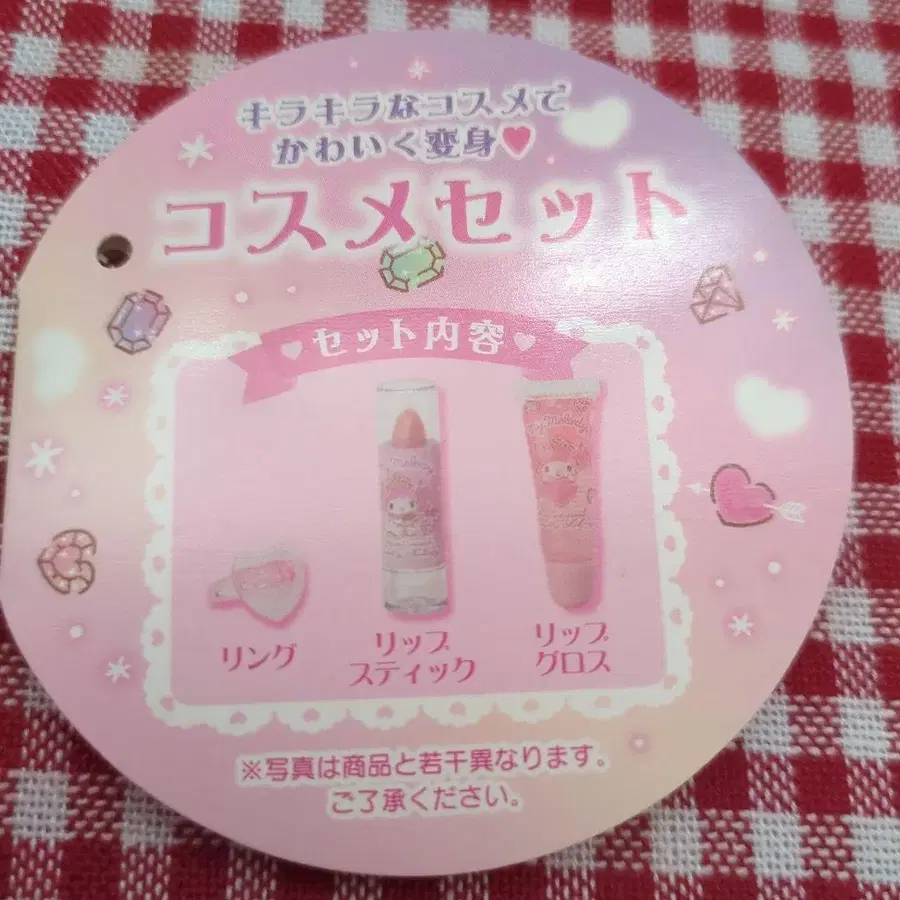 キラキラなコスメで
かわいく変身♥
コスメセット
セット内容
My Melody
リング
リップ
スティック
リップ
グロス
※写真は商品と若干異なります。
ご了承ください。